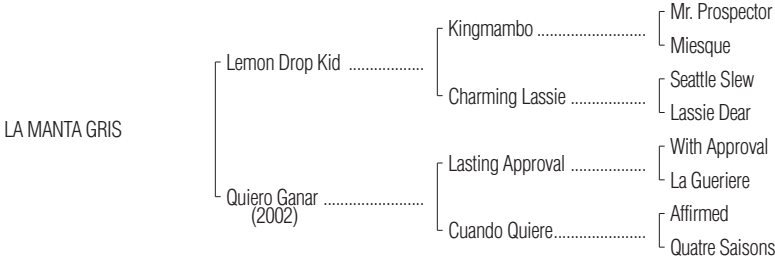 Mr. Prospector
Kingmambo ..........................
Miesque
Lemon Drop Kid ..................
Seattle Slew
Charming Lassie ..................
Lassie Dear
LA MANTA GRIS
With Approval
Lasting Approval ..................
La Gueriere
Quiero Ganar ........................
(2002)
Affirmed
Cuando Quiere......................
Quatre Saisons